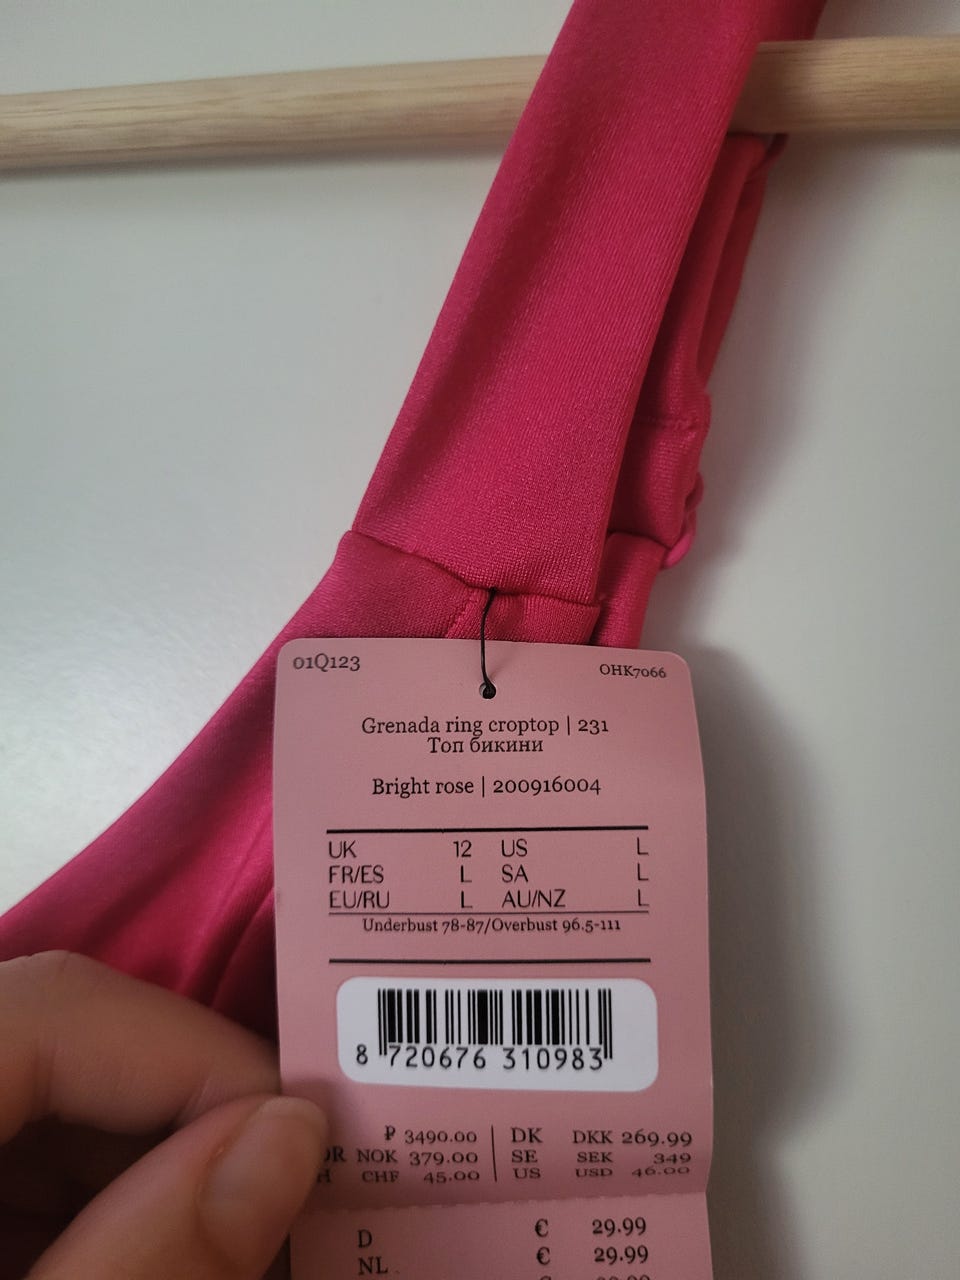 01Q123 OHK7066
Grenada ring croptop | 231
Топ бикини
Bright rose | 200916004
UK 12 US L
FR/ES L SA L
EU/RU L AU/NZ L
Underbust 78-87/Overbust 96.5-111
8 720676 310983
₽ 3490.00 | DK DKK 269.99
NOK 379.00 | SE SEK 349
CHF 45.00 | US USD 46.00
D € 29.99
NL € 29.99